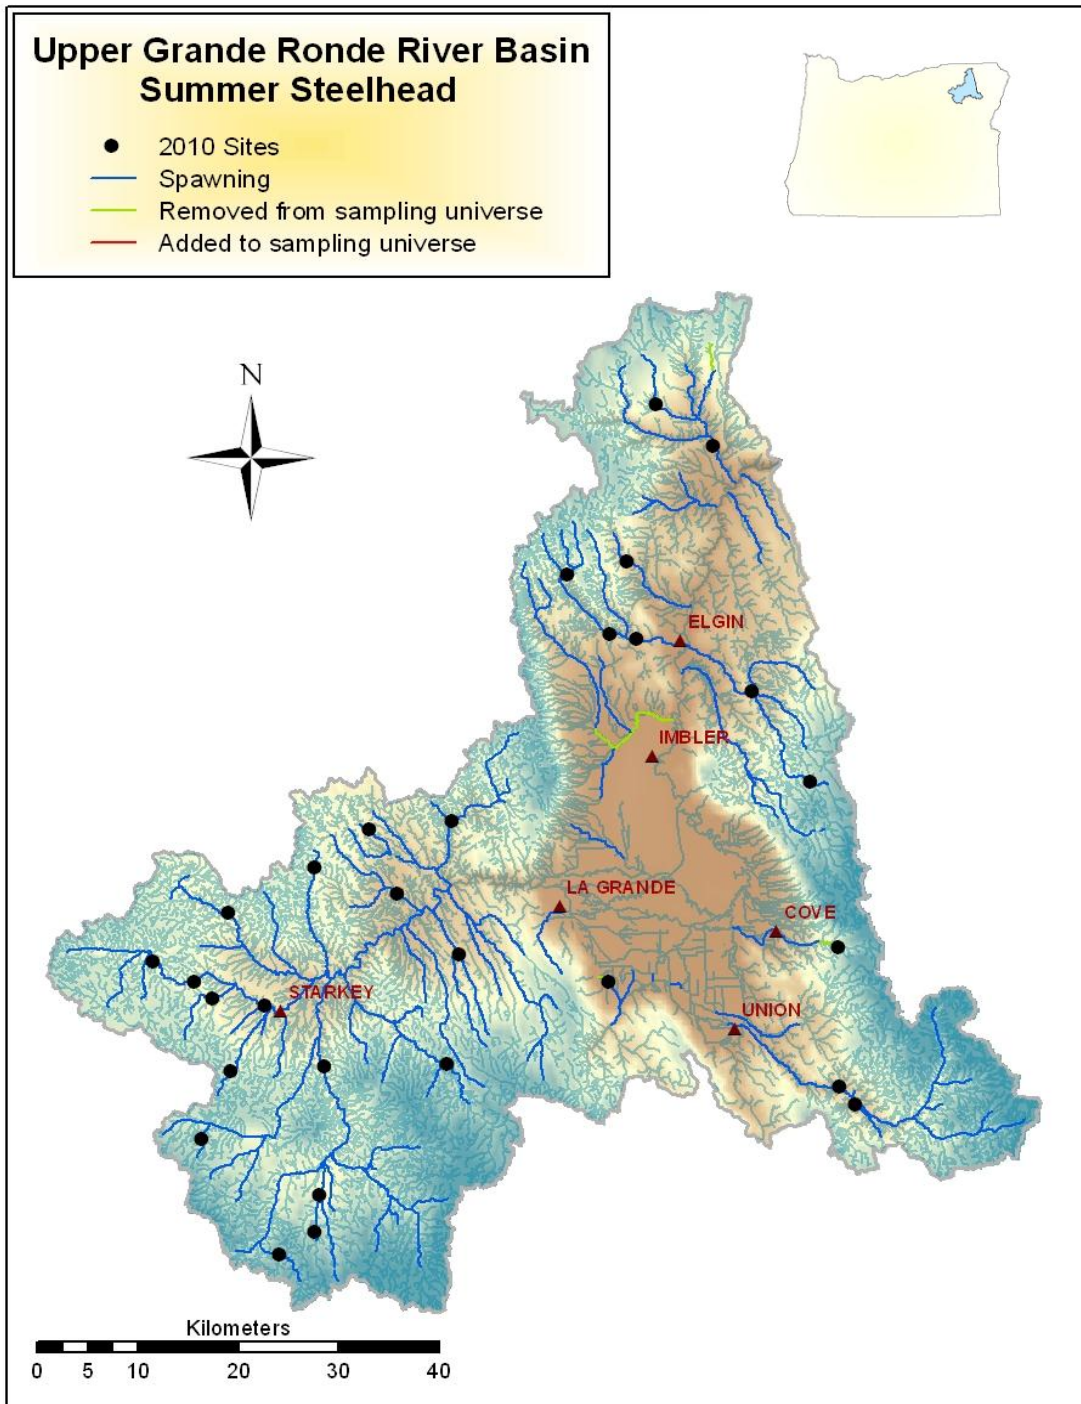 Upper Grande Ronde River Basin
Summer Steelhead
2010 Sites
Spawning
Removed from sampling universe
Added to sampling universe
N
ELGIN
IMBLER
LA GRANDE
COVE
STARKEY
UNION
Kilometers
0 5 10 20 30 40